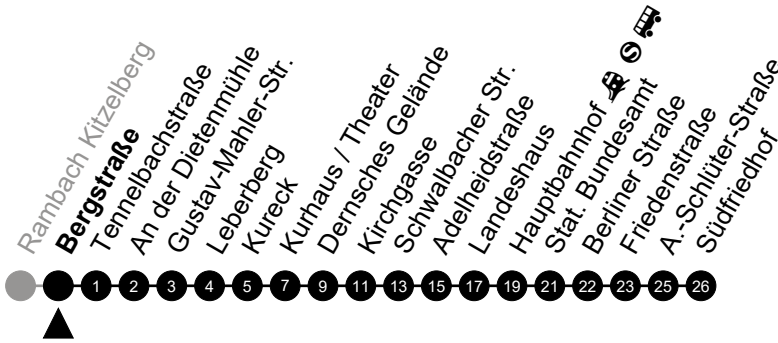 Rambach Kitzelberg
Bergstraße
Tennelbachstraße
An der Dietenmühle
Gustav-Mahler-Str.
Leberberg
Kureck
Kurhaus / Theater
Dernsches Gelände
Kirchgasse
Schwalbacher Str.
Adelheidstraße
Landeshaus
Hauptbahnhof S
Stat. Bundesamt
Berliner Straße
Friedenstraße
A.-Schlüter-Straße
Südfriedhof
1 2 3 4 5 7 9 11 13 15 17 19 21 22 23 25 26